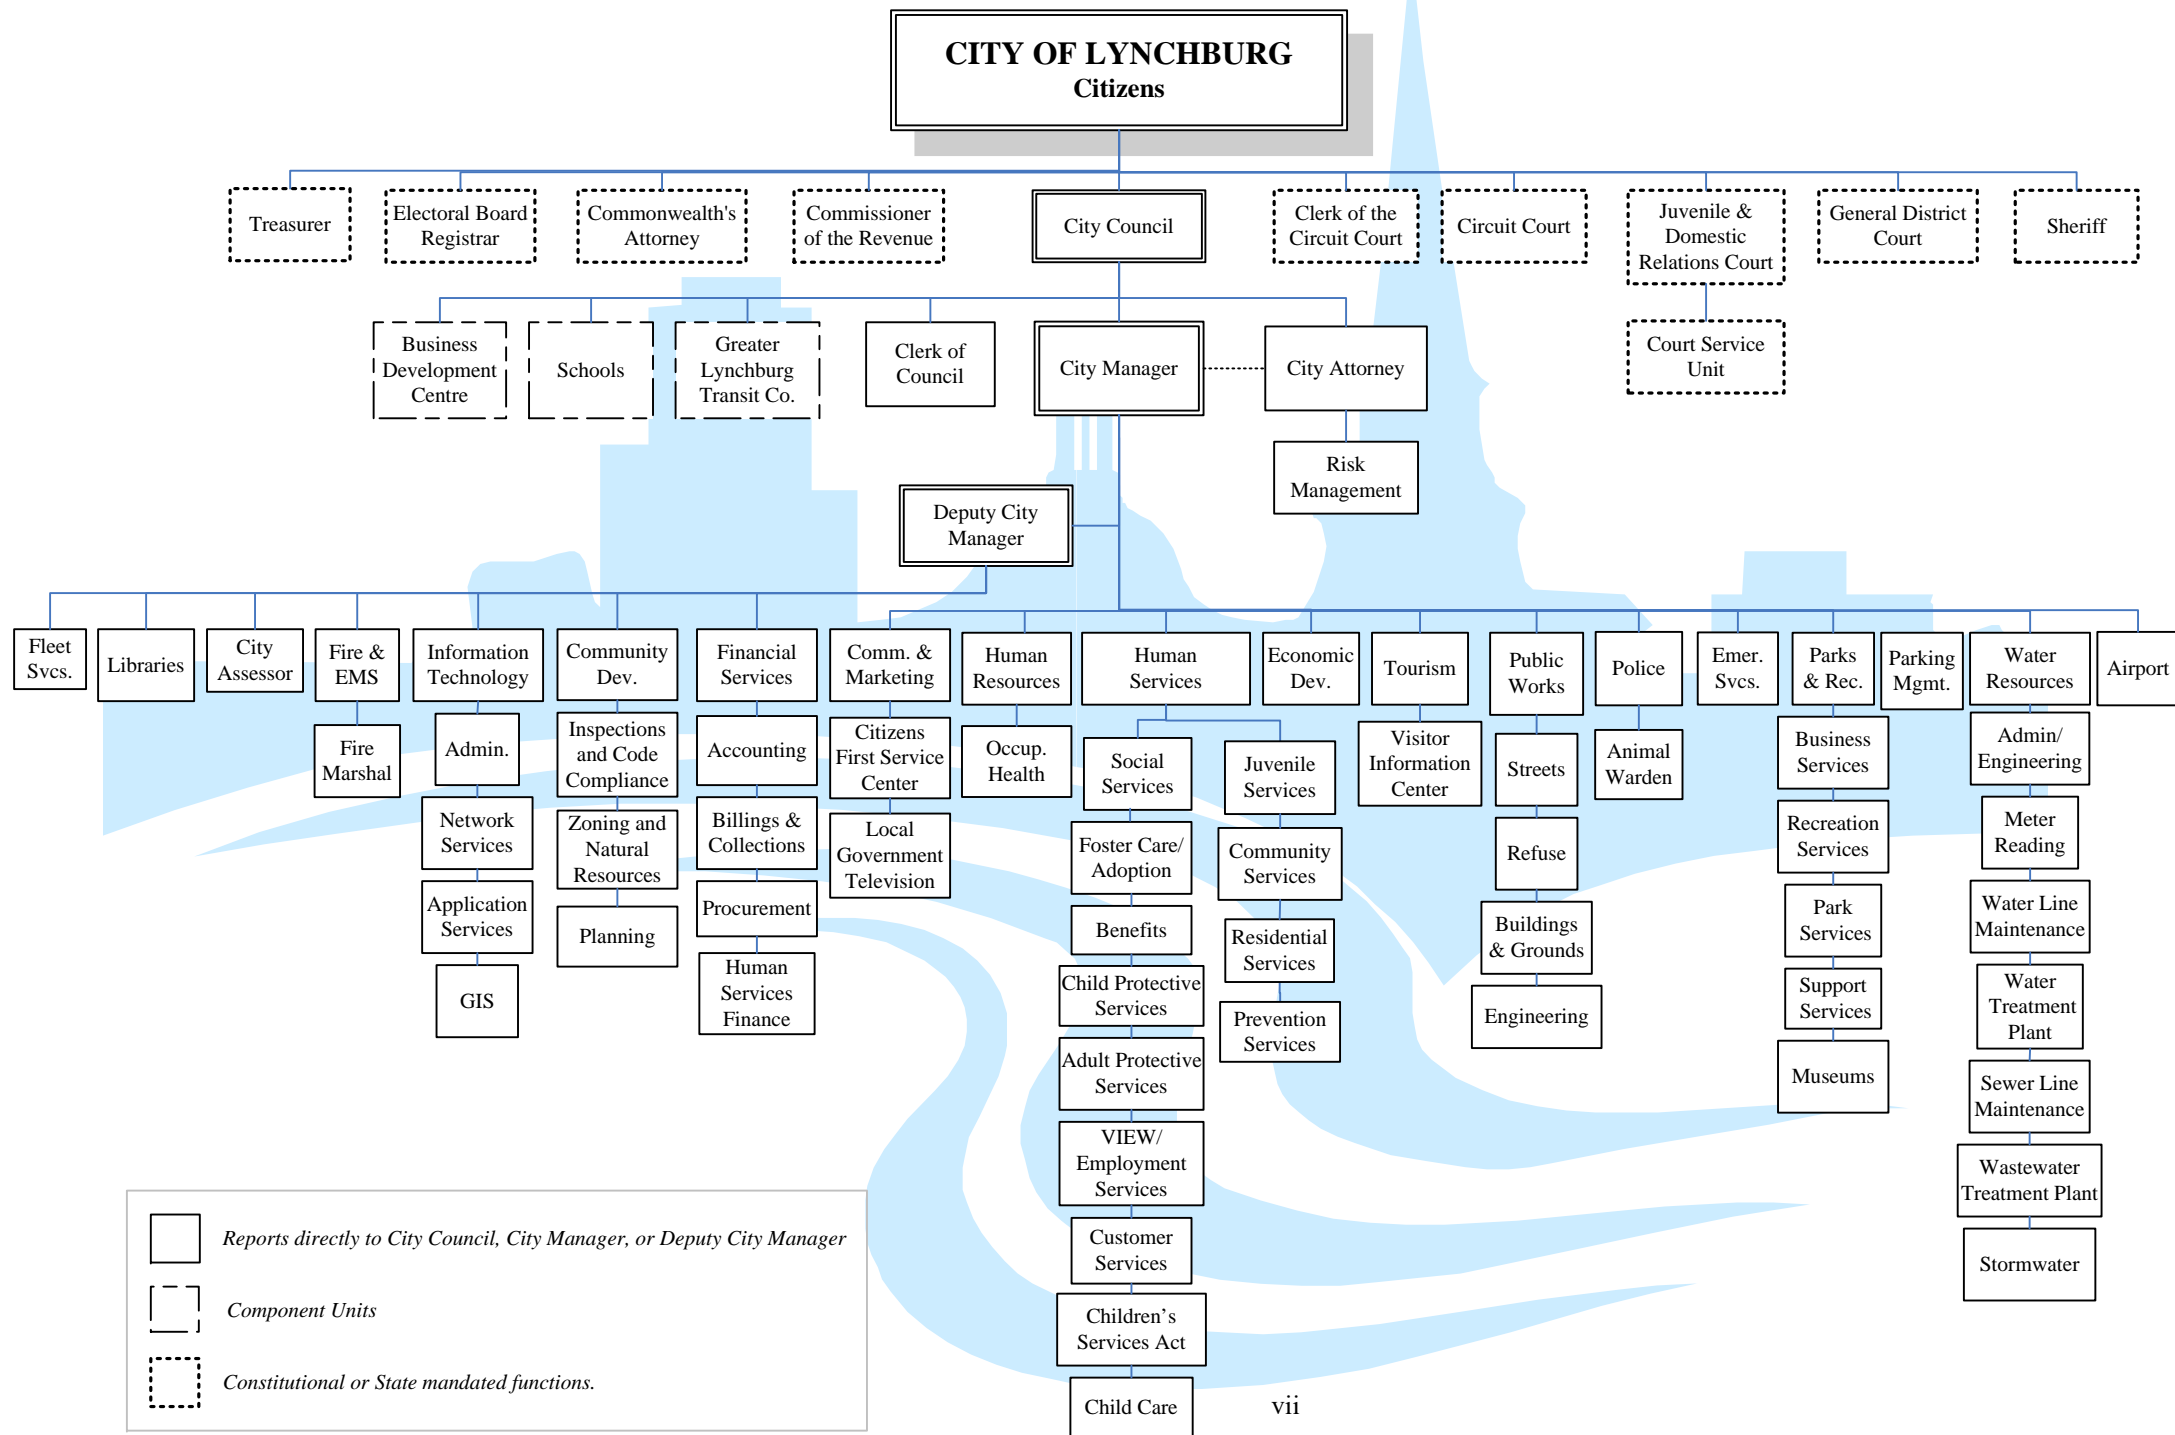 CITY OF LYNCHBURG
Citizens
Treasurer
Electoral Board
Registrar
Commonwealth's
Attorney
Commissioner
of the Revenue
City Council
Clerk of the
Circuit Court
Circuit Court
Juvenile &
Domestic
Relations Court
General District
Court
Sheriff
Business
Development
Centre
Schools
Greater
Lynchburg
Transit Co.
Clerk of
Council
City Manager
City Attorney
Court Service
Unit
Risk
Management
Deputy City
Manager
Fleet
Svcs.
Libraries
City
Assessor
Fire &
EMS
Information
Technology
Community
Dev.
Financial
Services
Comm. &
Marketing
Human
Resources
Human
Services
Economic
Dev.
Tourism
Public
Works
Police
Emer.
Svcs.
Parks
& Rec.
Parking
Mgmt.
Water
Resources
Airport
Fire
Marshal
Admin.
Network
Services
Application
Services
GIS
Inspections
and Code
Compliance
Zoning and
Natural
Resources
Planning
Accounting
Billings &
Collections
Procurement
Human
Services
Finance
Citizens
First Service
Center
Local
Government
Television
Occup.
Health
Social
Services
Foster Care/
Adoption
Benefits
Child Protective
Services
Adult Protective
Services
VIEW/
Employment
Services
Customer
Services
Children’s
Services Act
Child Care
Juvenile
Services
Community
Services
Residential
Services
Prevention
Services
Visitor
Information
Center
Streets
Refuse
Buildings
& Grounds
Engineering
Animal
Warden
Business
Services
Recreation
Services
Park
Services
Support
Services
Museums
Admin/
Engineering
Meter
Reading
Water Line
Maintenance
Water
Treatment
Plant
Sewer Line
Maintenance
Wastewater
Treatment Plant
Stormwater
Reports directly to City Council, City Manager, or Deputy City Manager
Component Units
Constitutional or State mandated functions.
vii